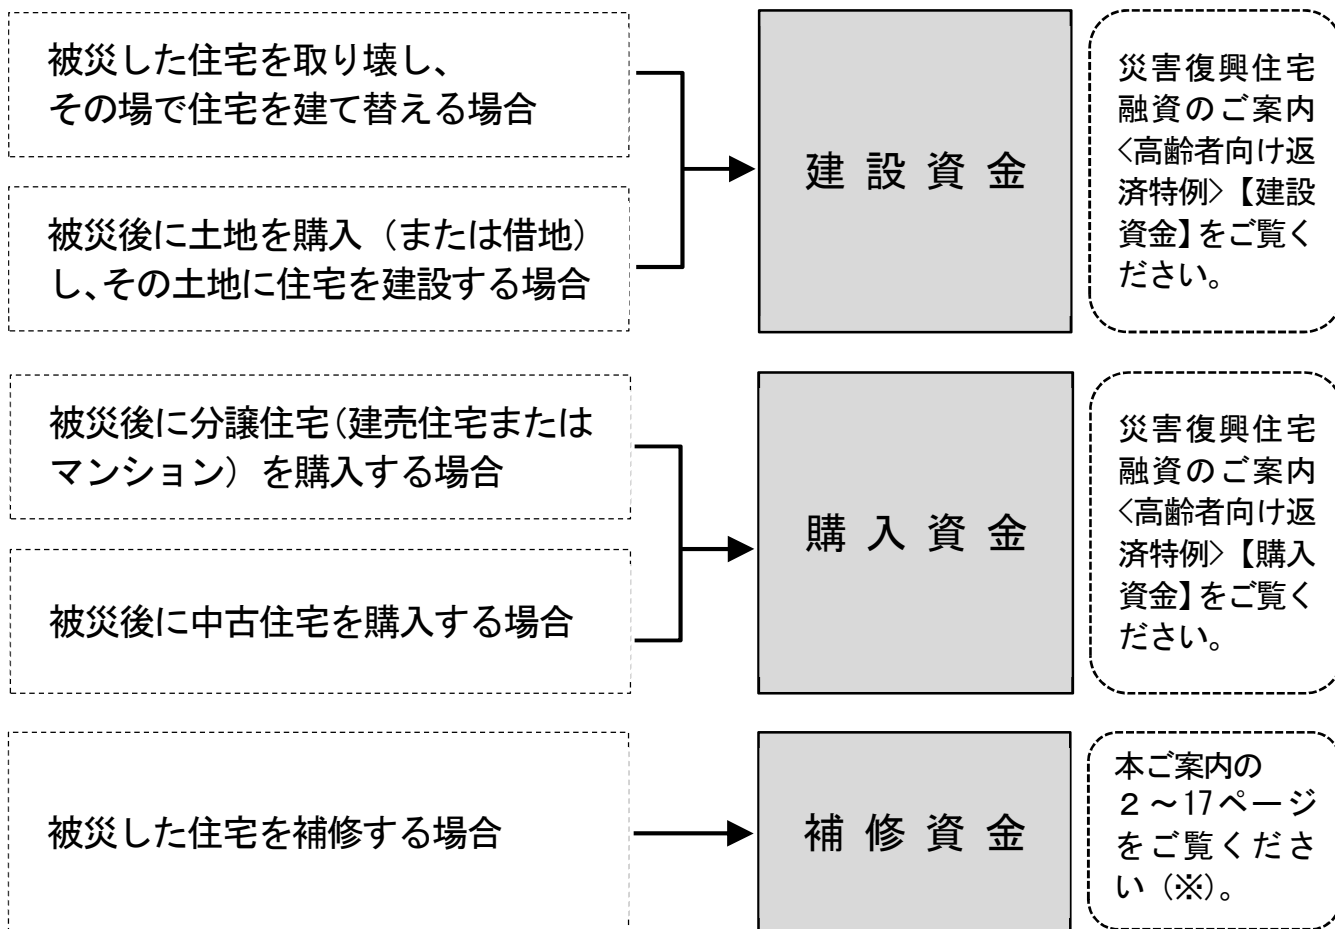 被災した住宅を取り壊し、
その場で住宅を建て替える場合
被災後に土地を購入（または借地）
し、その土地に住宅を建設する場合
建設資金
災害復興住宅
融資のご案内
〈高齢者向け返
済特例〉【建設
資金】をご覧く
ださい。
被災後に分譲住宅（建売住宅または
マンション）を購入する場合
被災後に中古住宅を購入する場合
購入資金
災害復興住宅
融資のご案内
〈高齢者向け返
済特例〉【購入
資金】をご覧く
ださい。
被災した住宅を補修する場合
補修資金
本ご案内の
２～17ページ
をご覧くださ
い（※）。